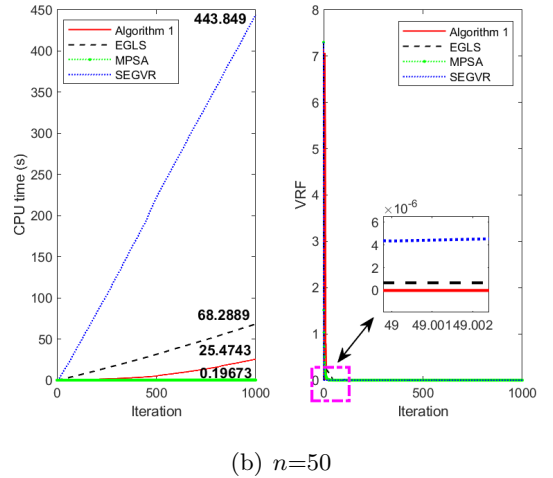 450
400
350
300
250
200
150
100
50
0
CPU time (s)
0
500
1000
Iteration
Algorithm 1
EGLS
MPSA
SEGVR
443.849
68.2889
25.4743
0.19673
8
7
6
5
4
3
2
1
0
VRF
0
500
1000
Iteration
Algorithm 1
EGLS
MPSA
SEGVR
×10⁻⁶
6
4
2
0
49
49.001
49.002
(b) n=50